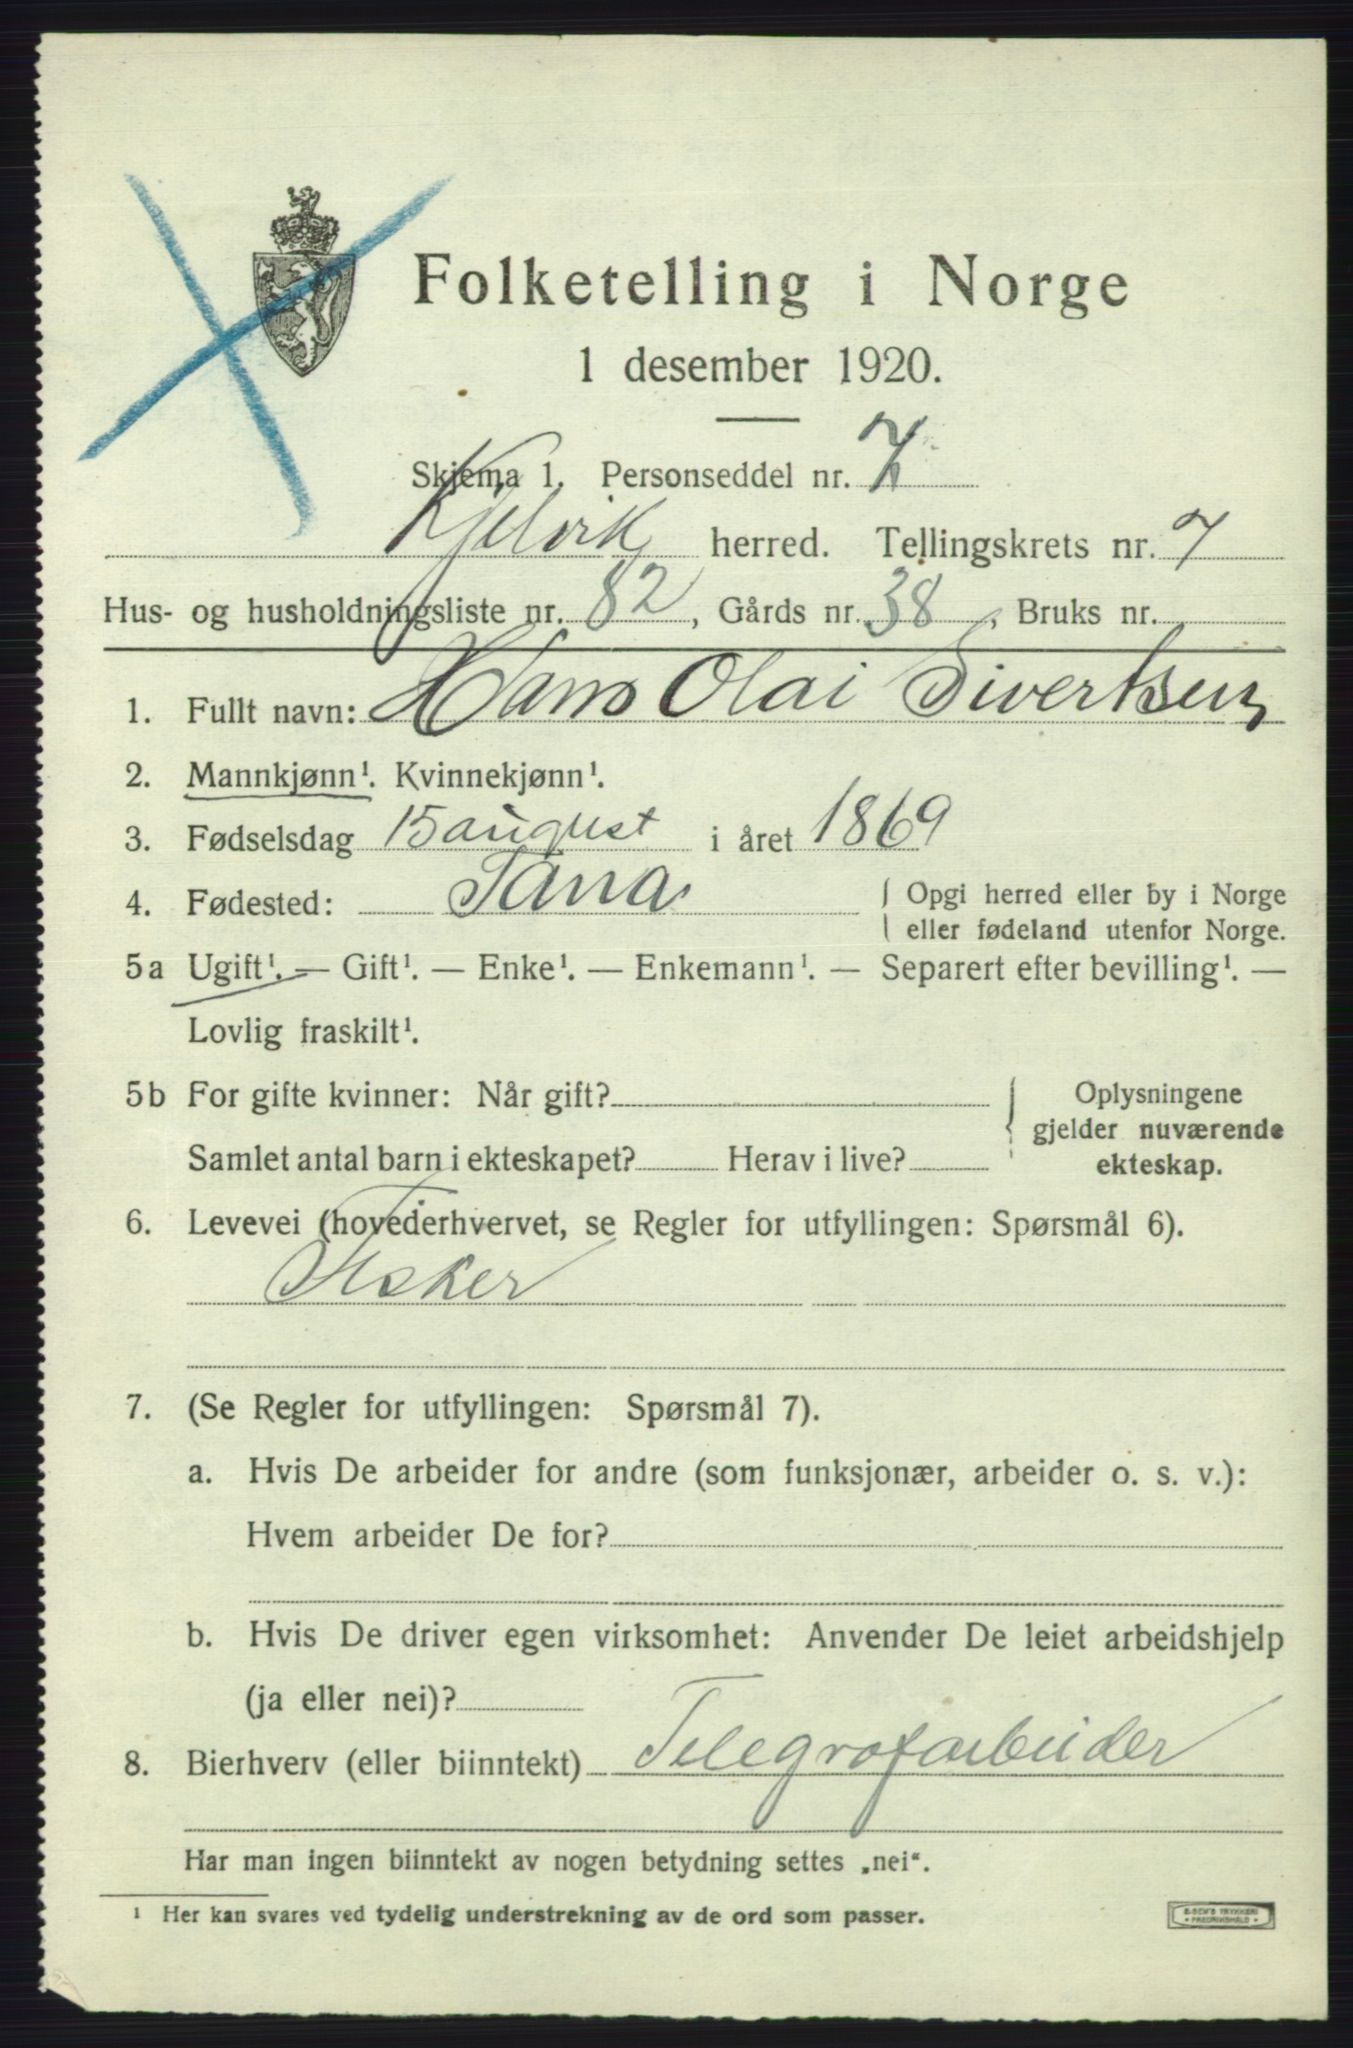 Folketelling i Norge
1 desember 1920.
Skjema 1. Personseddel nr. 7
Kjelvik herred. Tellingskrets nr. 7
Hus- og husholdningsliste nr. 82, Gårds nr. 38, Bruks nr.
1. Fullt navn: Hans Olai Sivertsen
2. Mannkjønn¹. Kvinnekjønn¹.
3. Fødselsdag 15 august i året 1869
4. Fødested: Tana { Opgi herred eller by i Norge
eller fødeland utenfor Norge.
5a Ugift¹. — Gift¹. — Enke¹. — Enkemann¹. — Separert efter bevilling¹. —
Lovlig fraskilt¹.
5b For gifte kvinner: Når gift? { Oplysningene
gjelder nuværende
Samlet antal barn i ekteskapet? Herav i live? ekteskap.
6. Levevei (hovederhvervet, se Regler for utfyllingen: Spørsmål 6).
Fisker
7. (Se Regler for utfyllingen: Spørsmål 7).
a. Hvis De arbeider for andre (som funksjonær, arbeider o. s. v.):
Hvem arbeider De for?
b. Hvis De driver egen virksomhet: Anvender De leiet arbeidshjelp
(ja eller nei)?
8. Bierhverv (eller biinntekt) Telegrafarbeider
Har man ingen biinntekt av nogen betydning settes „nei“.
¹ Her kan svares ved tydelig understrekning av de ord som passer.
TRYKKERI
• FREDRIKSHALD •